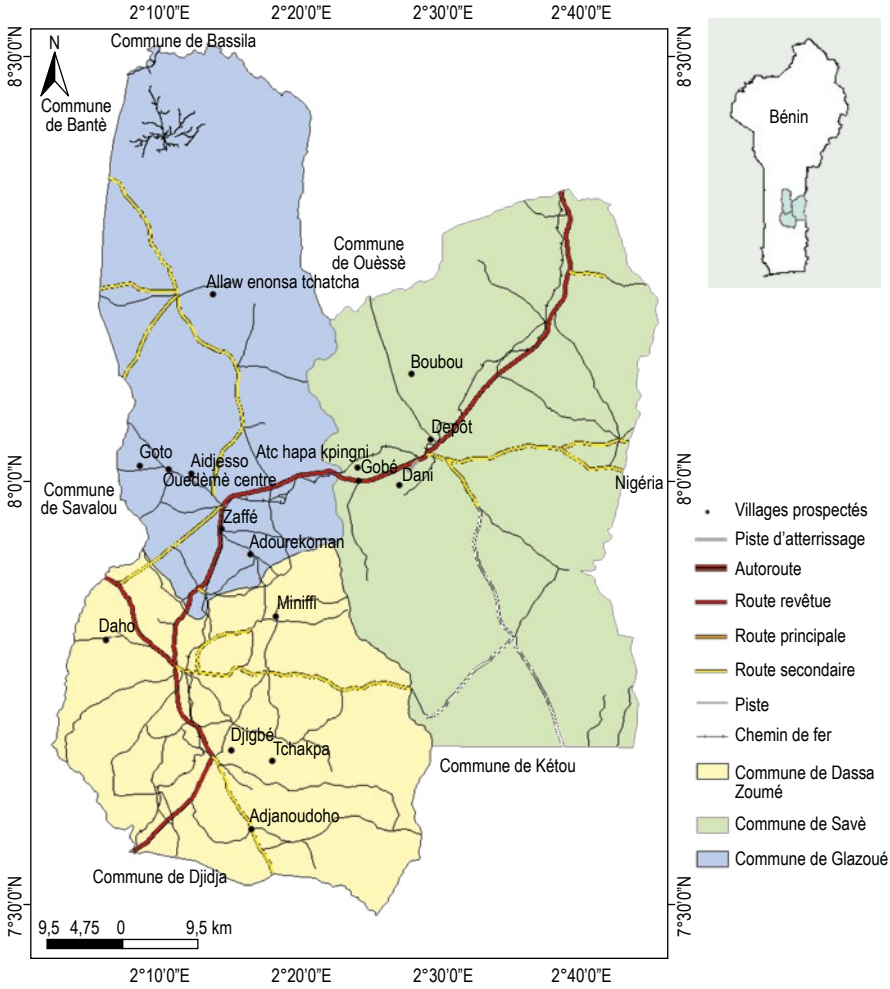 2°10'0"E
2°20'0"E
2°30'0"E
2°40'0"E
8°30'0"N
8°0'0"N
7°30'0"N
N
Commune de Bassila
Commune
de Bantè
Commune
de Ouèssè
Allaw enonsa tchatcha
Boubou
Depôt
Atc hapa kpingni
Gobé
Dani
Goto
Aidjesso
Ouedèmè centre
Commune
de Savalou
Zaffé
Adourekoman
Nigéria
Miniffi
Daho
Djigbé
Tchakpa
Commune de Kétou
Adjanoudoho
Commune de Djidja
9,5 4,75 0 9,5 km
2°10'0"E
2°20'0"E
2°30'0"E
2°40'0"E
8°30'0"N
8°0'0"N
7°30'0"N
Bénin
Villages prospectés
Piste d'atterrissage
Autoroute
Route revêtue
Route principale
Route secondaire
Piste
Chemin de fer
Commune de Dassa
Zoumé
Commune de Savè
Commune de Glazoué